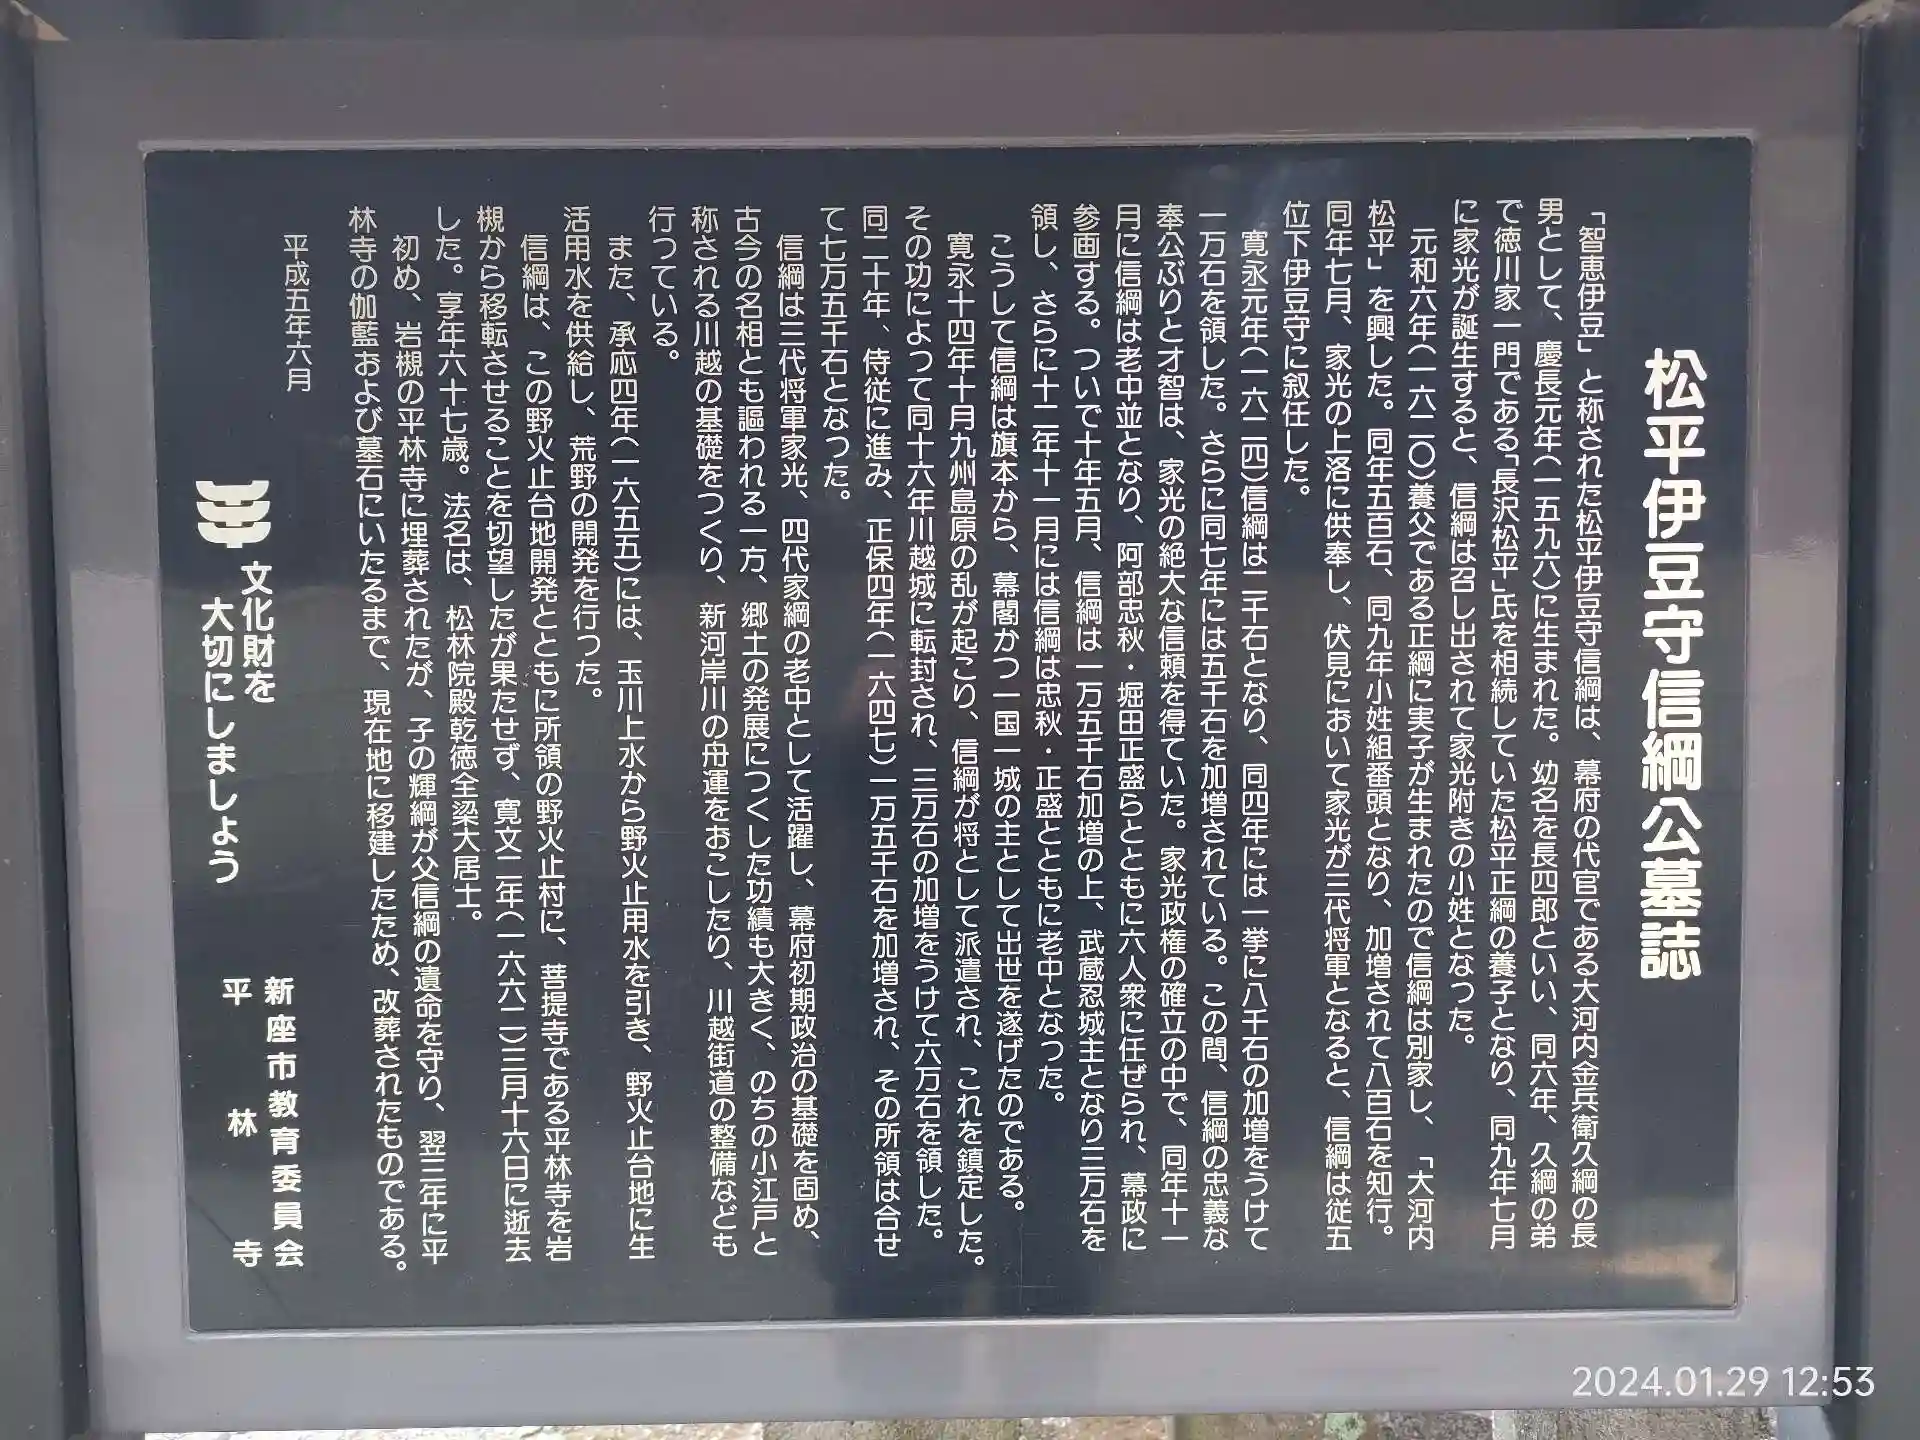 松平伊豆守信綱公墓誌
「智恵伊豆」と称された松平伊豆守信綱は、幕府の代官である大河内金兵衛久綱の長
男として、慶長元年(一五九六)に生まれた。幼名を長四郎といい、同六年、久綱の弟
で徳川家一門である「長沢松平」氏を相続していた松平正綱の養子となり、同九年七月
に家光が誕生すると、信綱は召し出されて家光附きの小姓となつた。
元和六年(一六二〇)養父である正綱に実子が生まれたので信綱は別家し、「大河内
松平」を興した。同年五百石、同九年小姓組番頭となり、加増されて八百石を知行。
同年七月、家光の上洛に供奉し、伏見において家光が三代将軍となると、信綱は従五
位下伊豆守に叙任した。
寛永元年(一六二四)信綱は二千石となり、同四年には一挙に八千石の加増をうけて
一万石を領した。さらに同七年には五千石を加増されている。この間、信綱の忠義な
奉公ぶりとオ智は、家光の絶大な信頼を得ていた。家光政権の確立の中で、同年十一
月に信綱は老中並となり、阿部忠秋・堀田正盛らとともに六人衆に任ぜられ、幕政に
参画する。ついで十年五月、信綱は一万五千石加増の上、武蔵忍城主となり三万石を
領し、さらに十二年十一月には信綱は忠秋・正盛とともに老中となった。
こうして信綱は旗本から、幕閣かつ一国一城の主として出世を遂げたのである。
寛永十四年十月九州島原の乱が起こり、信綱が将として派遣され、これを鎮定した。
その功によって同十六年川越城に転封され、三万石の加増をうけて六万石を領した。
同二十年、侍従に進み、正保四年(一六四七)一万五千石を加増され、その所領は合せ
て七万五千石となった。
信綱は三代将軍家光、四代家綱の老中として活躍し、幕府初期政治の基礎を固め、
古今の名相とも謳われる一方、郷土の発展につくした功績も大きく、のちの小江戸と
称される川越の基礎をつくり、新河岸川の舟運をおこしたり、川越街道の整備なども
行つている。
また、承応四年(一六五五)には、玉川上水から野火止用水を引き、野火止台地に生
活用水を供給し、荒野の開発を行った。
信綱は、この野火止台地開発とともに所領の野火止村に、菩提寺である平林寺を岩
槻から移転させることを切望したが果たせず、寛文二年(一六六二)三月十六日に逝去
した。享年六十七歳。法名は、松林院殿乾徳全梁大居士。
初め、岩槻の平林寺に埋葬されたが、子の輝綱が父信綱の遺命を守り、翌三年に平
林寺の伽藍および墓石にいたるまで、現在地に移建したため、改葬されたものである。
平成五年六月
文化財を
大切にしましょう
新座市教育委員会
平林寺
2024.01.29 12:53